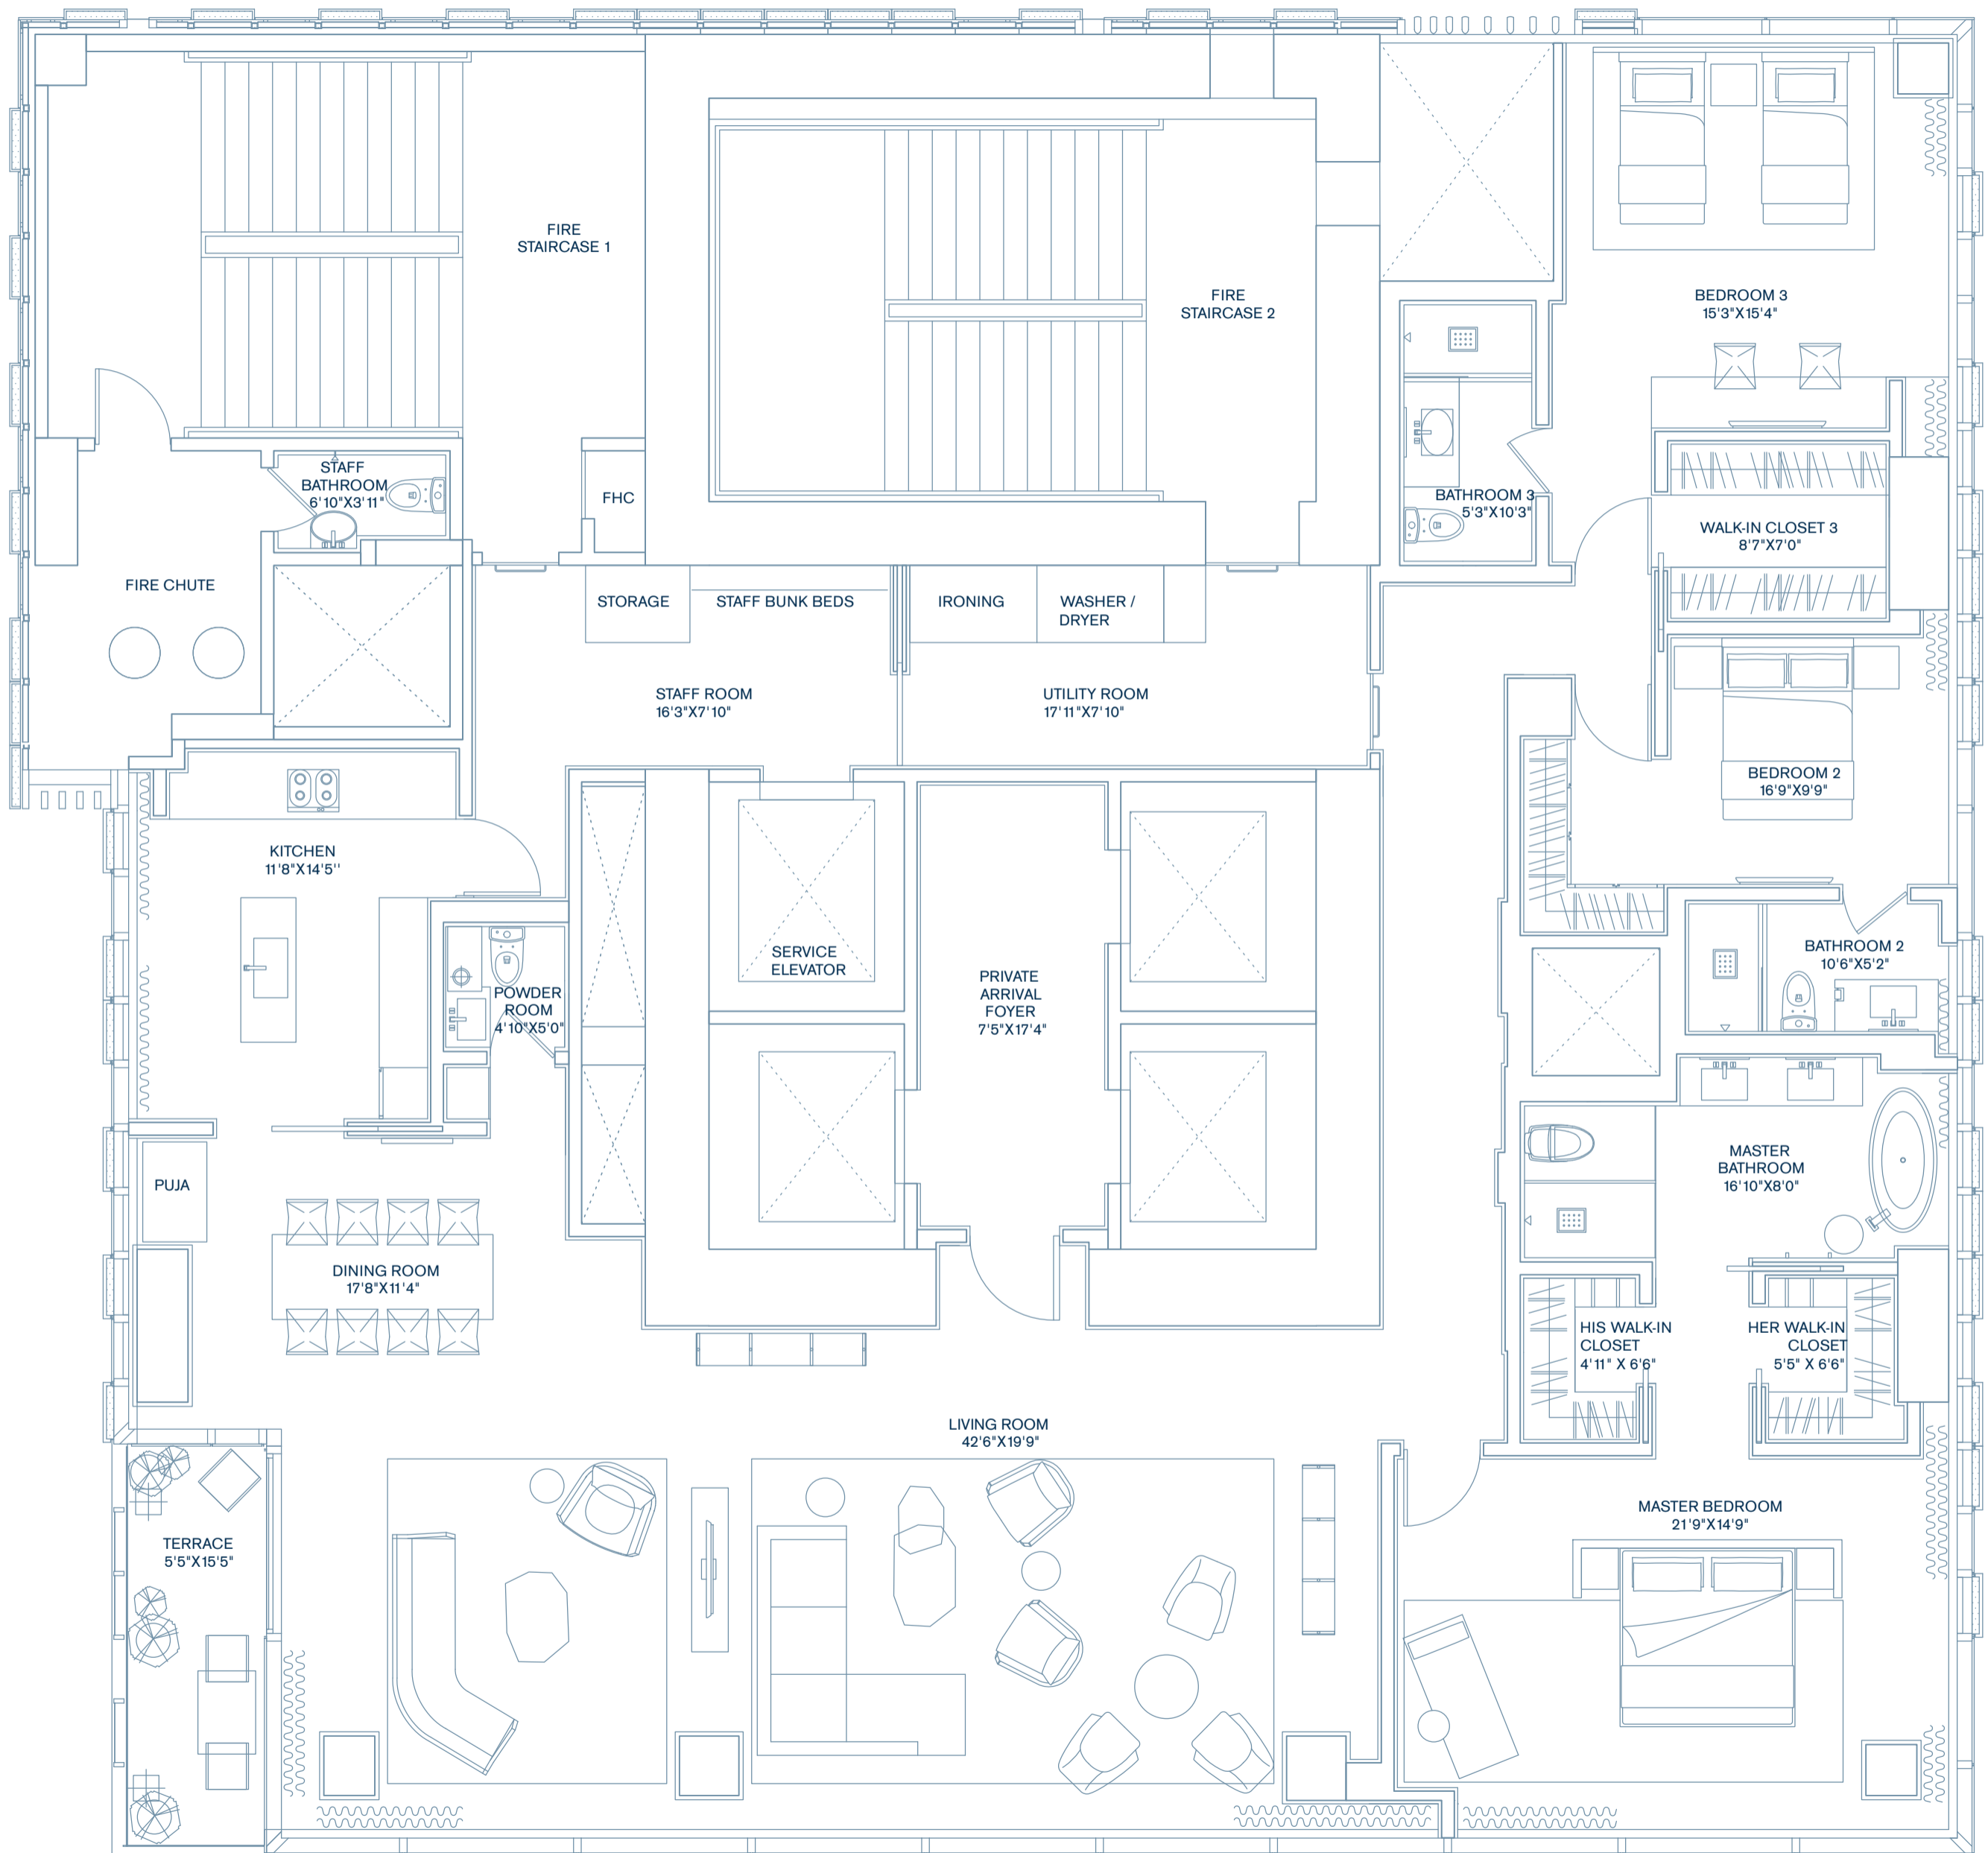 FIRE
STAIRCASE 1
FIRE
STAIRCASE 2
BEDROOM 3
15'3"X15'4"
STAFF
BATHROOM
6'10"X3'11"
FHC
BATHROOM 3
5'3"X10'3"
WALK-IN CLOSET 3
8'7"X7'0"
FIRE CHUTE
STORAGE
STAFF BUNK BEDS
IRONING
WASHER /
DRYER
STAFF ROOM
16'3"X7'10"
UTILITY ROOM
17'11"X7'10"
BEDROOM 2
16'9"X9'9"
KITCHEN
11'8"X14'5''
SERVICE
ELEVATOR
PRIVATE
ARRIVAL
FOYER
7'5"X17'4"
BATHROOM 2
10'6"X5'2"
POWDER
ROOM
4'10"X5'0"
PUJA
MASTER
BATHROOM
16'10"X8'0"
DINING ROOM
17'8"X11'4"
HIS WALK-IN
CLOSET
4'11" X 6'6"
HER WALK-IN
CLOSET
5'5" X 6'6"
LIVING ROOM
42'6"X19'9"
MASTER BEDROOM
21'9"X14'9"
TERRACE
5'5"X15'5"